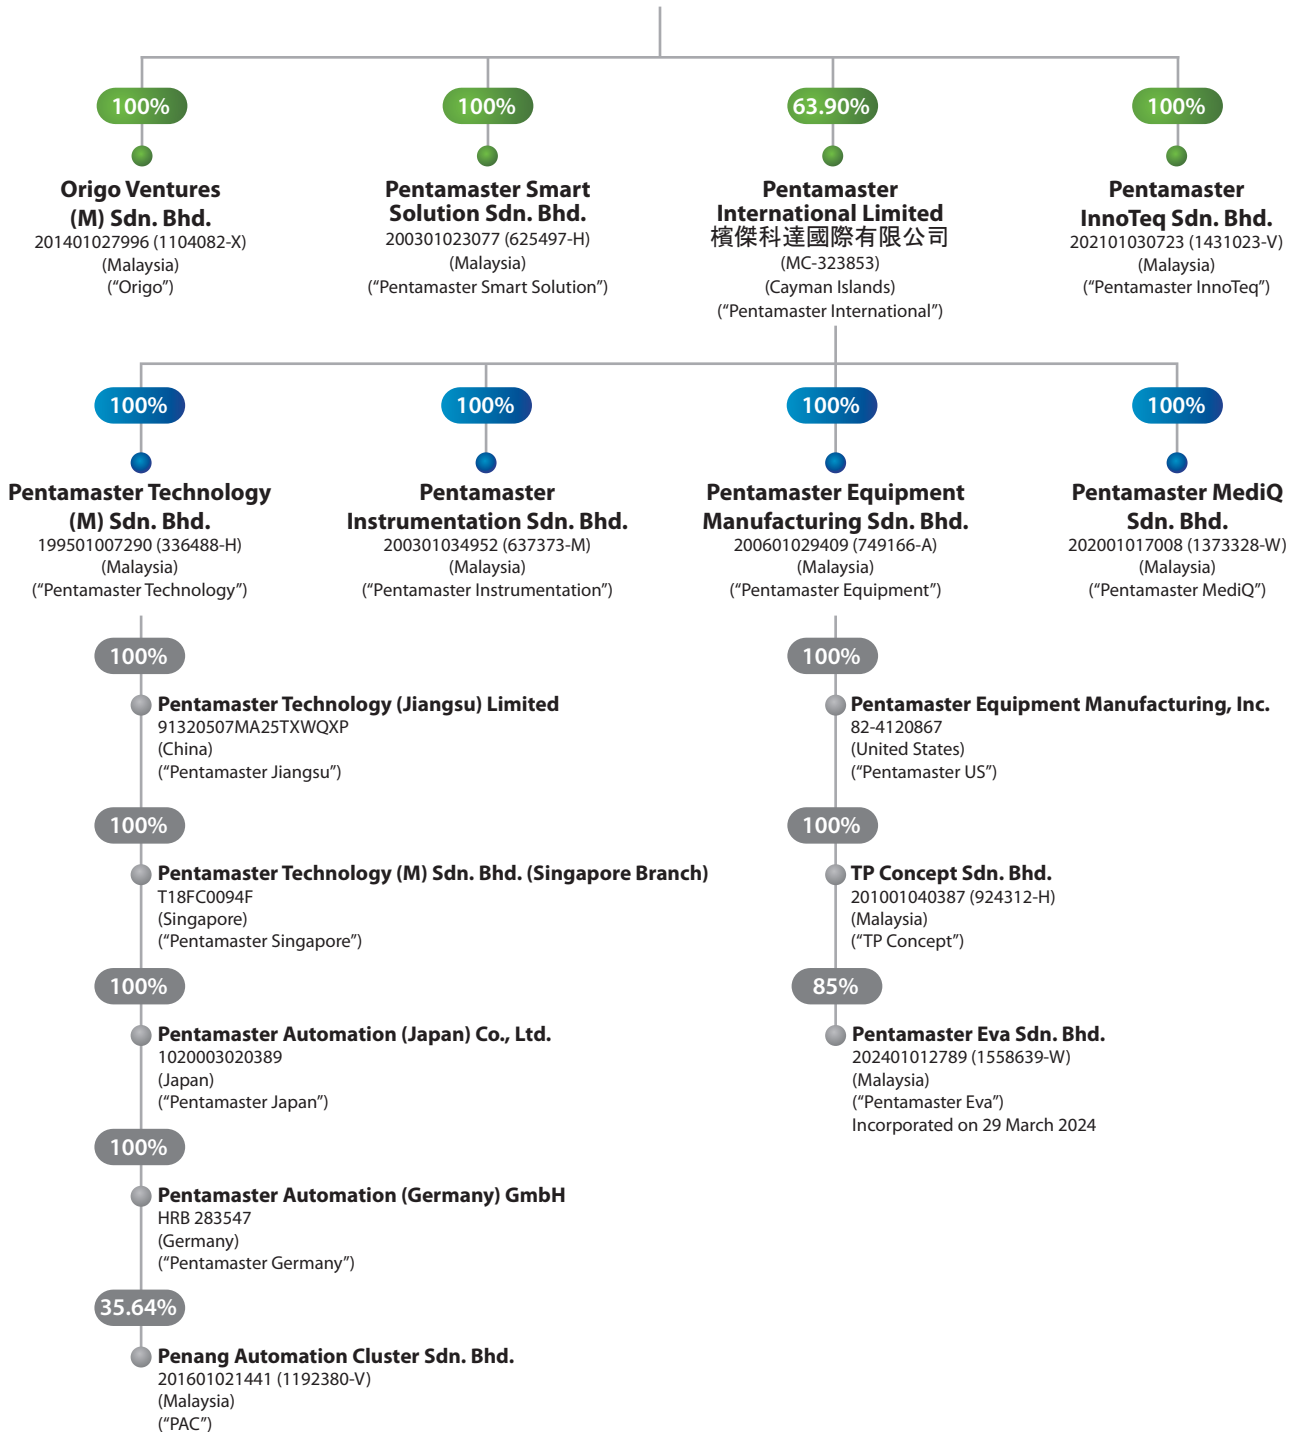 100%
Origo Ventures
(M) Sdn. Bhd.
201401027996 (1104082-X)
(Malaysia)
(“Origo”)
100%
Pentamaster Smart
Solution Sdn. Bhd.
200301023077 (625497-H)
(Malaysia)
(“Pentamaster Smart Solution”)
63.90%
Pentamaster
International Limited
檳傑科達國際有限公司
(MC-323853)
(Cayman Islands)
(“Pentamaster International”)
100%
Pentamaster
InnoTeq Sdn. Bhd.
202101030723 (1431023-V)
(Malaysia)
(“Pentamaster InnoTeq”)
100%
Pentamaster Technology
(M) Sdn. Bhd.
199501007290 (336488-H)
(Malaysia)
(“Pentamaster Technology”)
100%
Pentamaster
Instrumentation Sdn. Bhd.
200301034952 (637373-M)
(Malaysia)
(“Pentamaster Instrumentation”)
100%
Pentamaster Equipment
Manufacturing Sdn. Bhd.
200601029409 (749166-A)
(Malaysia)
(“Pentamaster Equipment”)
100%
Pentamaster MediQ
Sdn. Bhd.
202001017008 (1373328-W)
(Malaysia)
(“Pentamaster MediQ”)
100%
Pentamaster Technology (Jiangsu) Limited
91320507MA25TXWQXP
(China)
(“Pentamaster Jiangsu”)
100%
Pentamaster Technology (M) Sdn. Bhd. (Singapore Branch)
T18FC0094F
(Singapore)
(“Pentamaster Singapore”)
100%
Pentamaster Automation (Japan) Co., Ltd.
1020003020389
(Japan)
(“Pentamaster Japan”)
100%
Pentamaster Automation (Germany) GmbH
HRB 283547
(Germany)
(“Pentamaster Germany”)
35.64%
Penang Automation Cluster Sdn. Bhd.
201601021441 (1192380-V)
(Malaysia)
(“PAC”)
100%
Pentamaster Equipment Manufacturing, Inc.
82-4120867
(United States)
(“Pentamaster US”)
100%
TP Concept Sdn. Bhd.
201001040387 (924312-H)
(Malaysia)
(“TP Concept”)
85%
Pentamaster Eva Sdn. Bhd.
202401012789 (1558639-W)
(Malaysia)
(“Pentamaster Eva”)
Incorporated on 29 March 2024